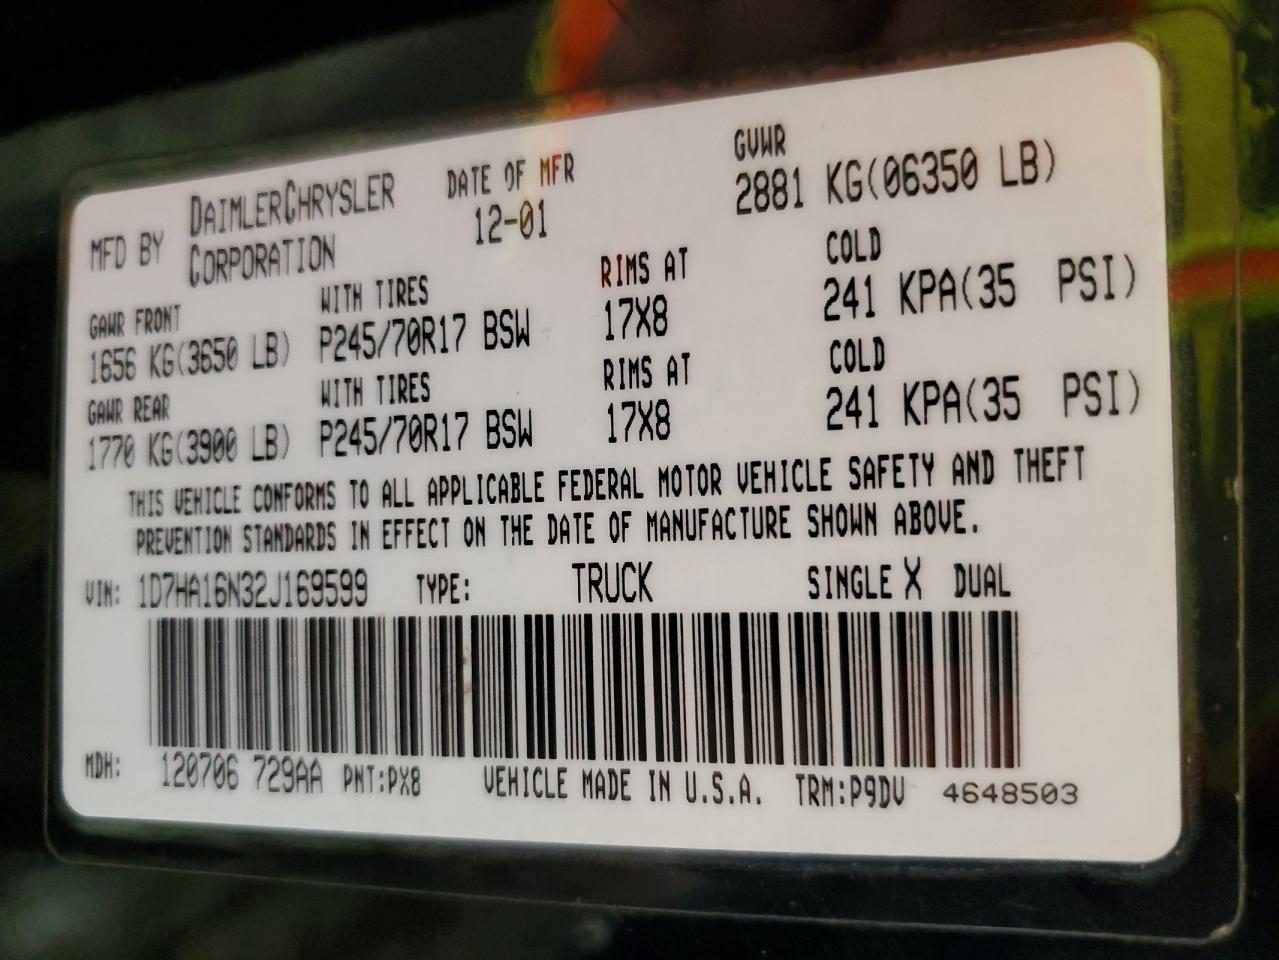 MFD BY DAIMLERCHRYSLER CORPORATION DATE OF MFR 12-01 GVWR 2881 KG(06350 LB)
GAWR FRONT WITH TIRES RIMS AT COLD
1656 KG(3650 LB) P245/70R17 BSW 17X8 241 KPA(35 PSI)
GAWR REAR WITH TIRES RIMS AT COLD
1770 KG(3900 LB) P245/70R17 BSW 17X8 241 KPA(35 PSI)
THIS VEHICLE CONFORMS TO ALL APPLICABLE FEDERAL MOTOR VEHICLE SAFETY AND THEFT
PREVENTION STANDARDS IN EFFECT ON THE DATE OF MANUFACTURE SHOWN ABOVE.
VIN: 1D7HA16N32J169599 TYPE: TRUCK SINGLE X DUAL
MDH: 120706 729AA PNT:PX8 VEHICLE MADE IN U.S.A. TRM:P9DV 4648503